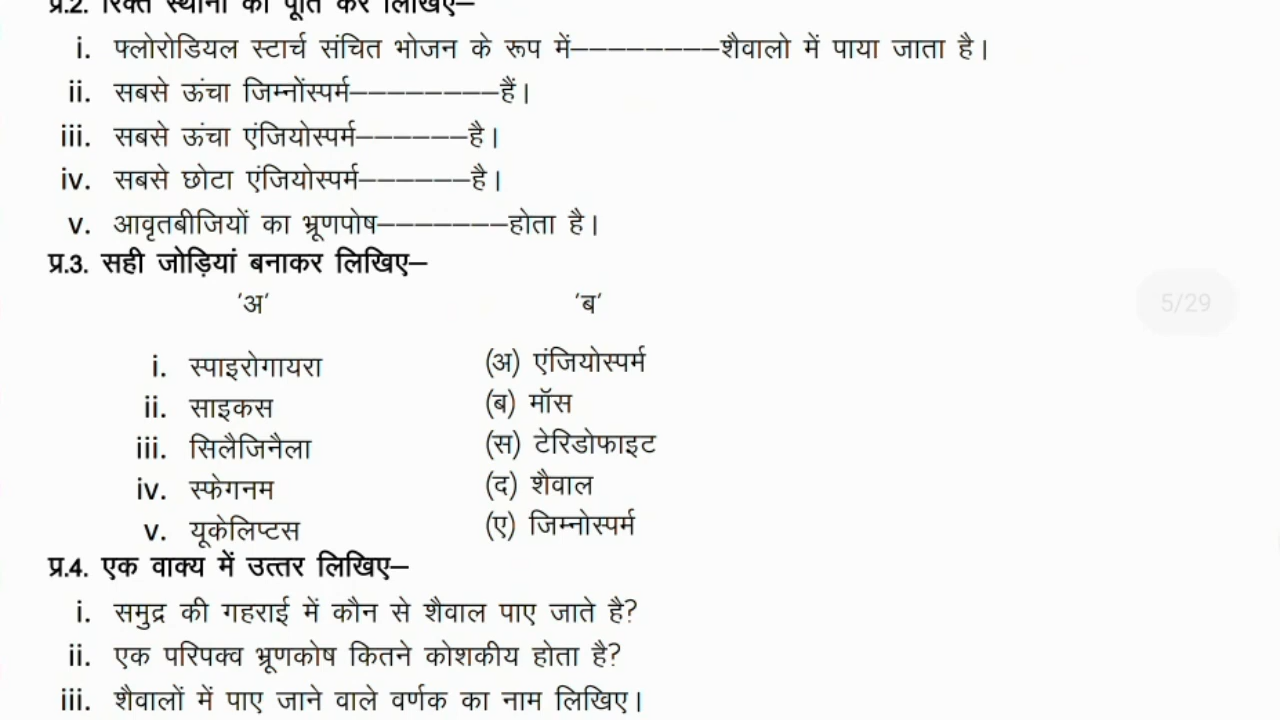 प्र.2. रिक्त स्थानों की पूर्ति कर लिखिए–
i. फ्लोरोडियल स्टार्च संचित भोजन के रूप में––––––––शैवालो में पाया जाता है।
ii. सबसे ऊंचा जिम्नोंस्पर्म––––––––हैं।
iii. सबसे ऊंचा एंजियोस्पर्म––––––है।
iv. सबसे छोटा एंजियोस्पर्म––––––है।
v. आवृतबीजियों का भ्रूणपोष–––––––होता है।
प्र.3. सही जोड़ियां बनाकर लिखिए–
'अ' 'ब'
5/29
i. स्पाइरोगायरा (अ) एंजियोस्पर्म
ii. साइकस (ब) मॉस
iii. सिलैजिनैला (स) टेरिडोफाइट
iv. स्फेगनम (द) शैवाल
v. यूकेलिप्टस (ए) जिम्नोस्पर्म
प्र.4. एक वाक्य में उत्तर लिखिए–
i. समुद्र की गहराई में कौन से शैवाल पाए जाते है?
ii. एक परिपक्व भ्रूणकोष कितने कोशकीय होता है?
iii. शैवालों में पाए जाने वाले वर्णक का नाम लिखिए।